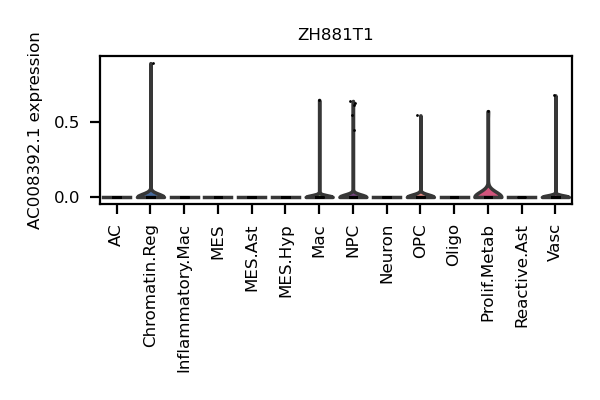 ZH881T1
AC008392.1 expression
0.5
0.0
AC
Chromatin.Reg
Inflammatory.Mac
MES
MES.Ast
MES.Hyp
Mac
NPC
Neuron
OPC
Oligo
Prolif.Metab
Reactive.Ast
Vasc